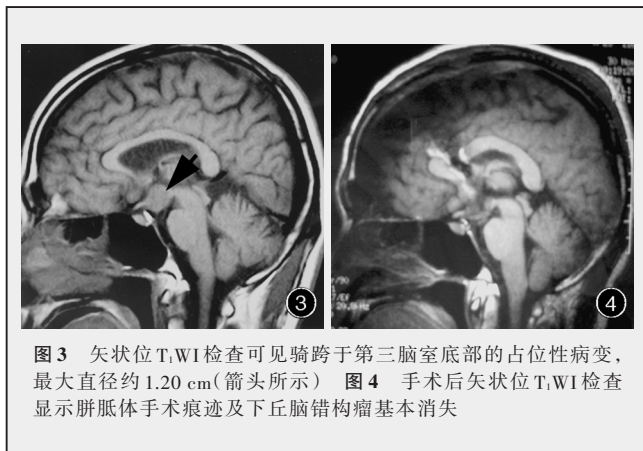 3
4
图3 矢状位T₁WI检查可见骑跨于第三脑室底部的占位性病变，
最大直径约1.20 cm（箭头所示） 图4 手术后矢状位T₁WI检查
显示胼胝体手术痕迹及下丘脑错构瘤基本消失